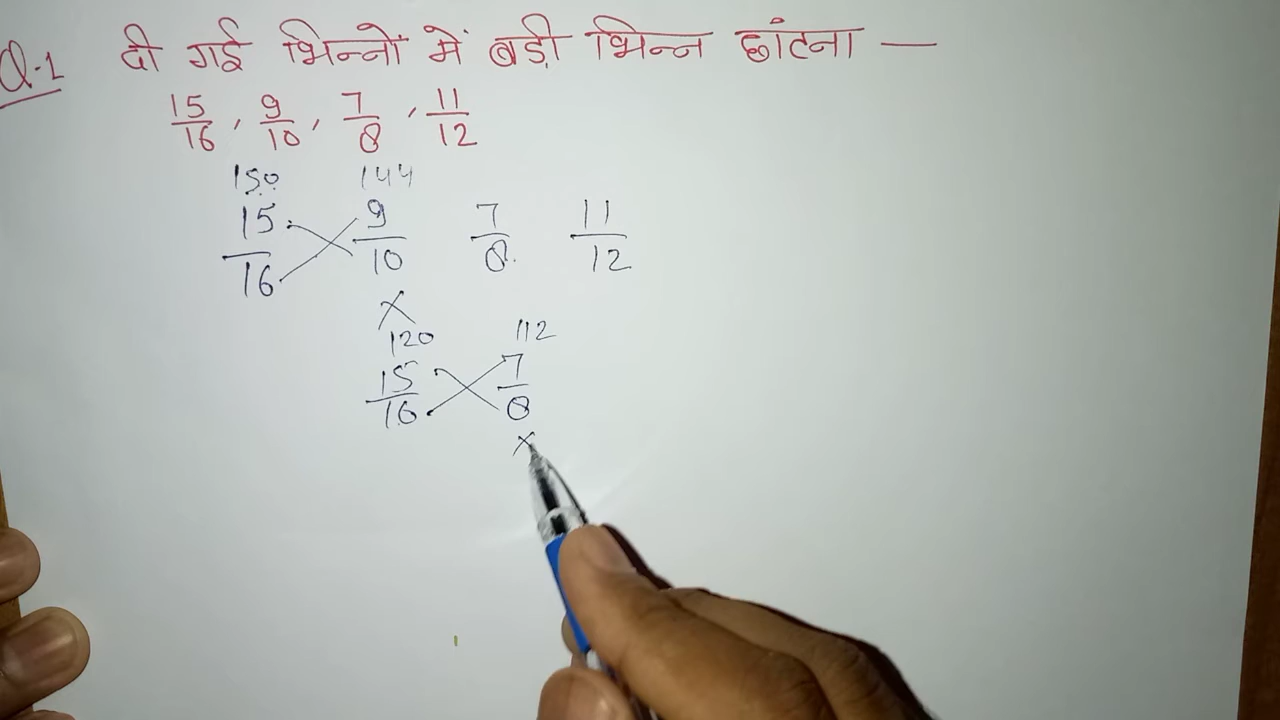 Q.1 दी गई भिन्नों में बड़ी भिन्न छांटना —
15/16 , 9/10 , 7/8 , 11/12
150 144
15/16 9/10 7/8 11/12
×
120 112
15/16 7/8
×